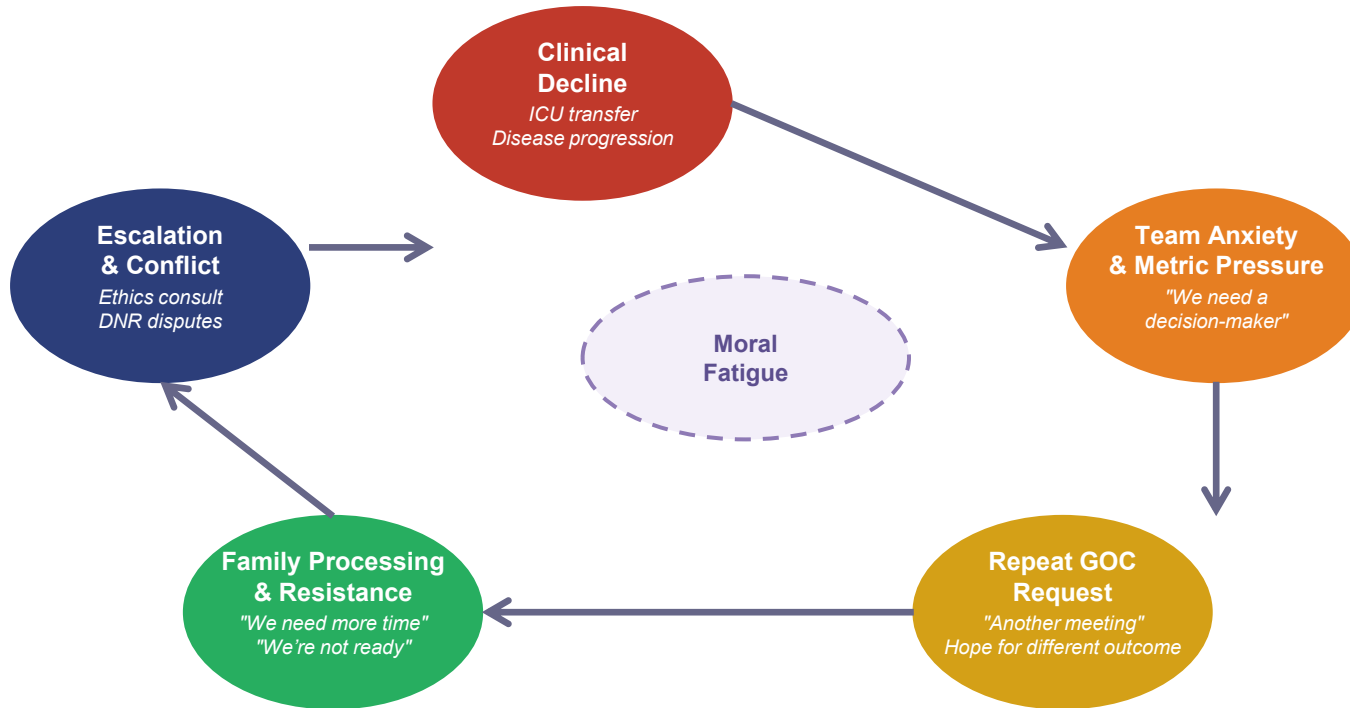 Clinical
Decline
ICU transfer
Disease progression
Team Anxiety
& Metric Pressure
"We need a
decision-maker"
Repeat GOC
Request
"Another meeting"
Hope for different outcome
Family Processing
& Resistance
"We need more time"
"We’re not ready"
Escalation
& Conflict
Ethics consult
DNR disputes
Moral
Fatigue